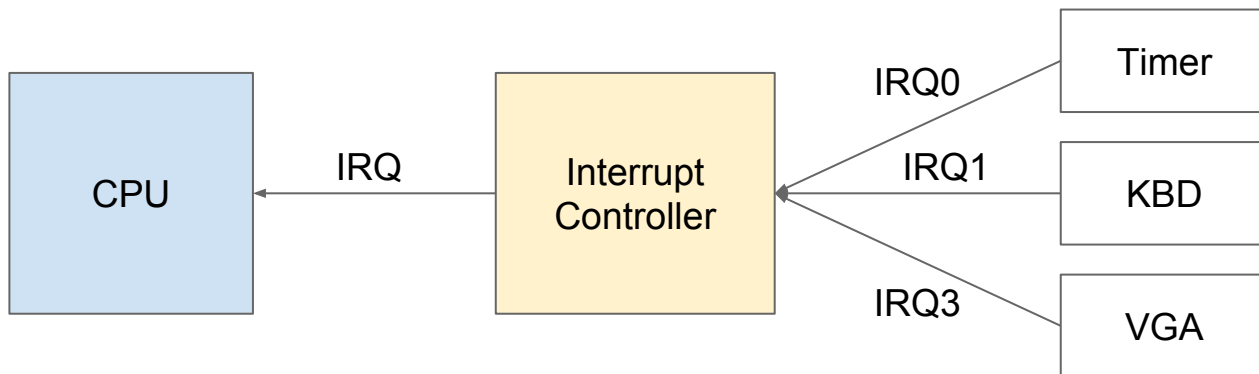 CPU
IRQ
Interrupt
Controller
IRQ0
IRQ1
IRQ3
Timer
KBD
VGA